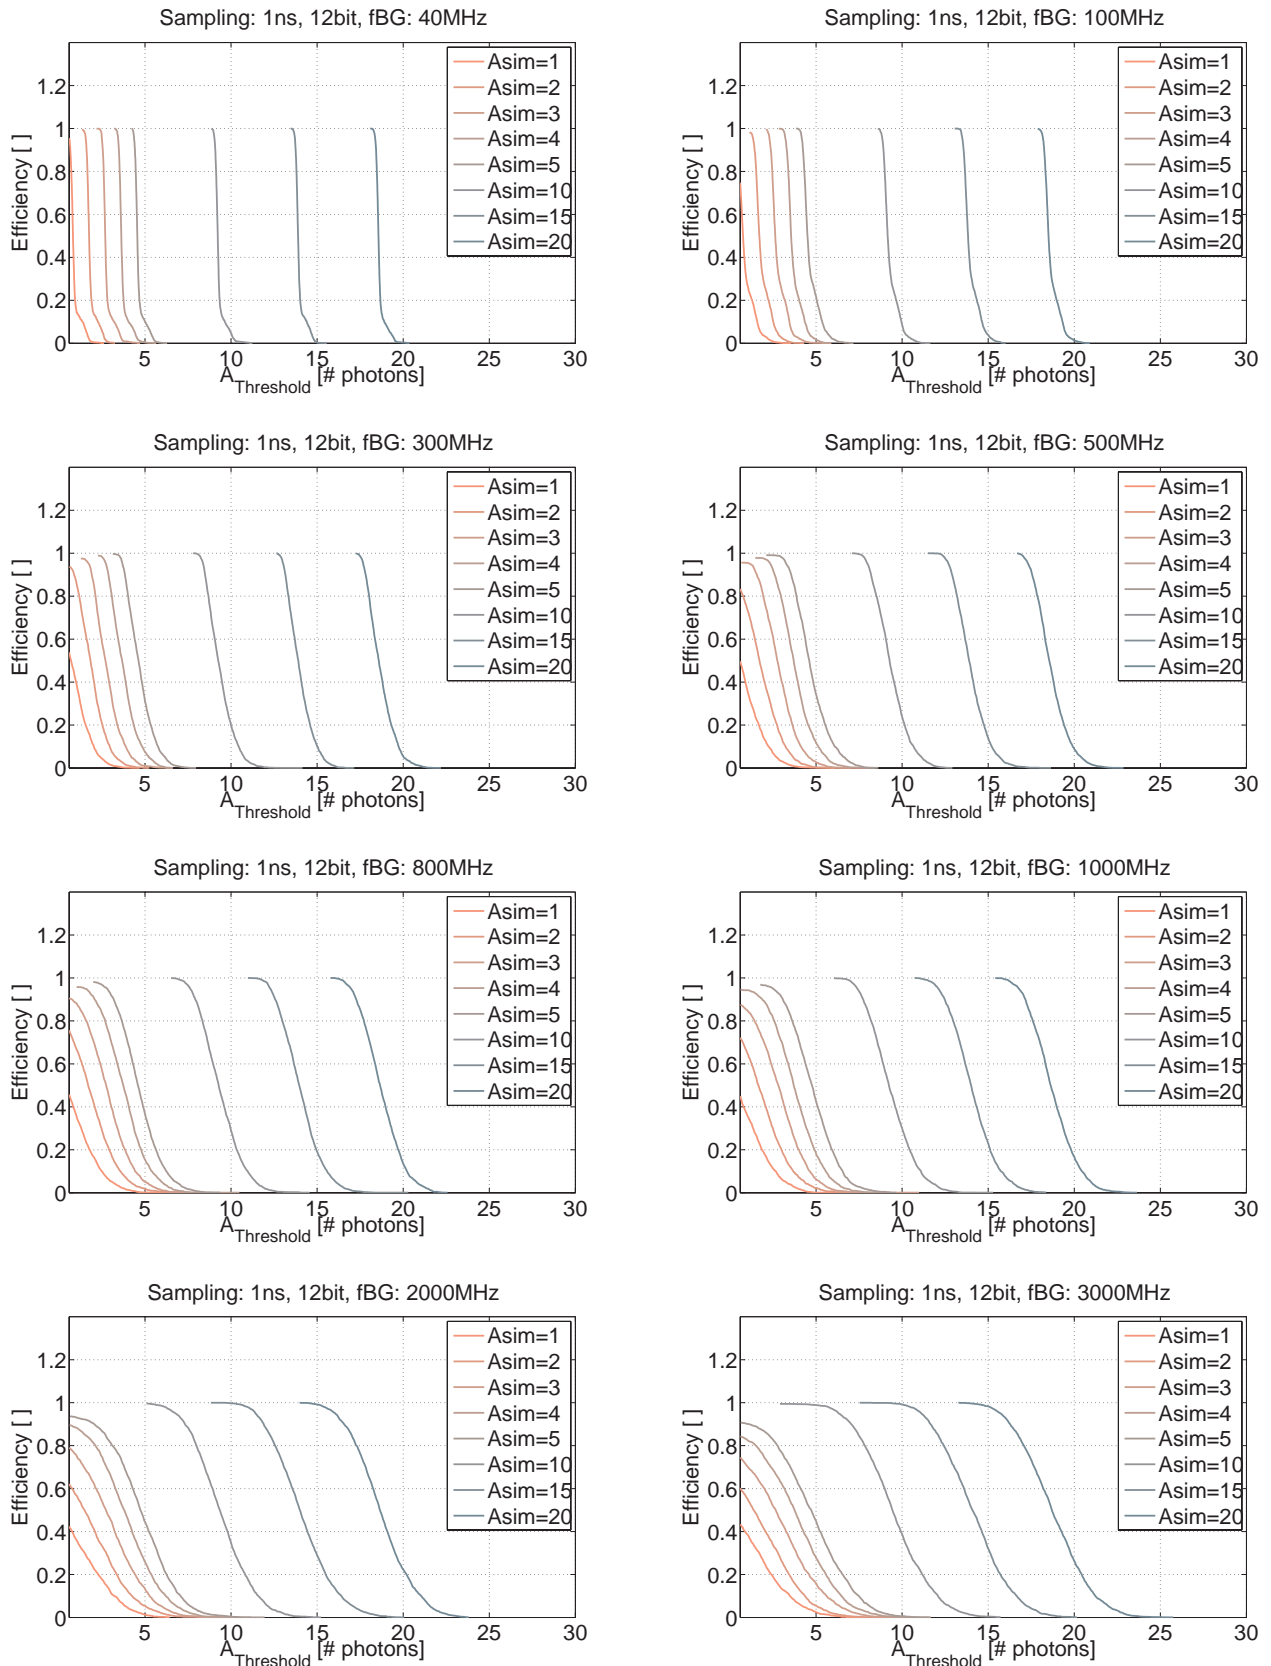 Sampling: 1ns, 12bit, fBG: 40MHz
Efficiency [ ]
1.2
1
0.8
0.6
0.4
0.2
0
5
10
15
20
25
30
A_Threshold [# photons]
Asim=1
Asim=2
Asim=3
Asim=4
Asim=5
Asim=10
Asim=15
Asim=20
Sampling: 1ns, 12bit, fBG: 100MHz
Efficiency [ ]
1.2
1
0.8
0.6
0.4
0.2
0
5
10
15
20
25
30
A_Threshold [# photons]
Asim=1
Asim=2
Asim=3
Asim=4
Asim=5
Asim=10
Asim=15
Asim=20
Sampling: 1ns, 12bit, fBG: 300MHz
Efficiency [ ]
1.2
1
0.8
0.6
0.4
0.2
0
5
10
15
20
25
30
A_Threshold [# photons]
Asim=1
Asim=2
Asim=3
Asim=4
Asim=5
Asim=10
Asim=15
Asim=20
Sampling: 1ns, 12bit, fBG: 500MHz
Efficiency [ ]
1.2
1
0.8
0.6
0.4
0.2
0
5
10
15
20
25
30
A_Threshold [# photons]
Asim=1
Asim=2
Asim=3
Asim=4
Asim=5
Asim=10
Asim=15
Asim=20
Sampling: 1ns, 12bit, fBG: 800MHz
Efficiency [ ]
1.2
1
0.8
0.6
0.4
0.2
0
5
10
15
20
25
30
A_Threshold [# photons]
Asim=1
Asim=2
Asim=3
Asim=4
Asim=5
Asim=10
Asim=15
Asim=20
Sampling: 1ns, 12bit, fBG: 1000MHz
Efficiency [ ]
1.2
1
0.8
0.6
0.4
0.2
0
5
10
15
20
25
30
A_Threshold [# photons]
Asim=1
Asim=2
Asim=3
Asim=4
Asim=5
Asim=10
Asim=15
Asim=20
Sampling: 1ns, 12bit, fBG: 2000MHz
Efficiency [ ]
1.2
1
0.8
0.6
0.4
0.2
0
5
10
15
20
25
30
A_Threshold [# photons]
Asim=1
Asim=2
Asim=3
Asim=4
Asim=5
Asim=10
Asim=15
Asim=20
Sampling: 1ns, 12bit, fBG: 3000MHz
Efficiency [ ]
1.2
1
0.8
0.6
0.4
0.2
0
5
10
15
20
25
30
A_Threshold [# photons]
Asim=1
Asim=2
Asim=3
Asim=4
Asim=5
Asim=10
Asim=15
Asim=20